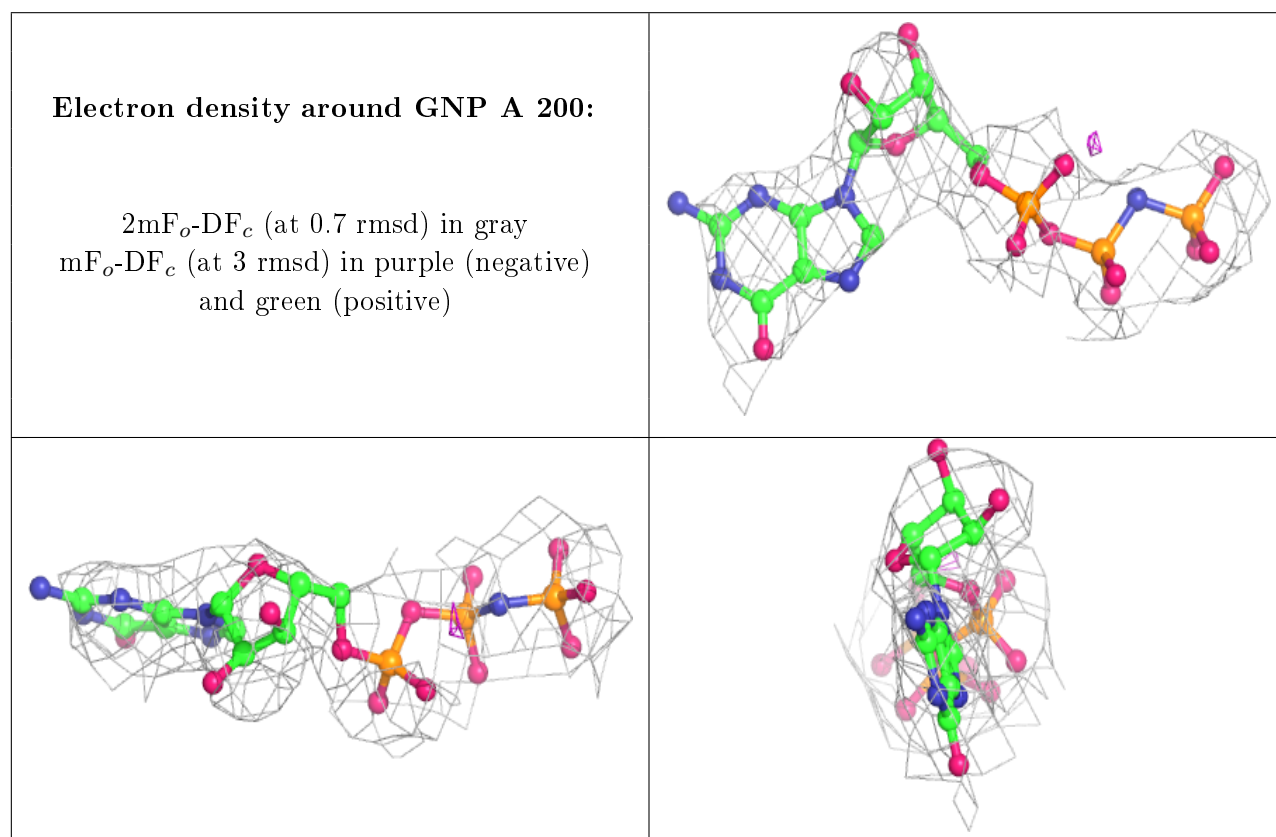 Electron density around GNP A 200:
2mFo-DFc (at 0.7 rmsd) in gray
mFo-DFc (at 3 rmsd) in purple (negative)
and green (positive)